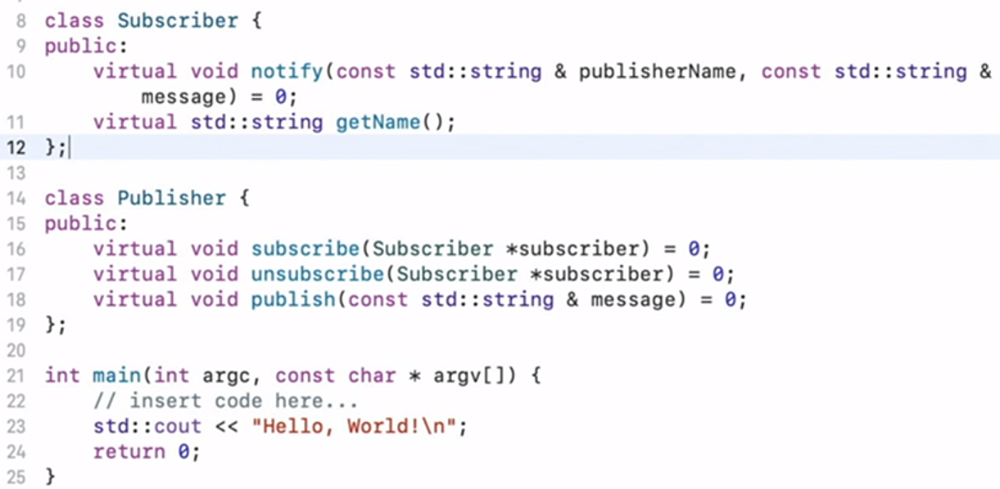 8 class Subscriber {
9 public:
10 virtual void notify(const std::string & publisherName, const std::string &
message) = 0;
11 virtual std::string getName();
12 };
13
14 class Publisher {
15 public:
16 virtual void subscribe(Subscriber *subscriber) = 0;
17 virtual void unsubscribe(Subscriber *subscriber) = 0;
18 virtual void publish(const std::string & message) = 0;
19 };
20
21 int main(int argc, const char * argv[]) {
22 // insert code here...
23 std::cout << "Hello, World!\n";
24 return 0;
25 }